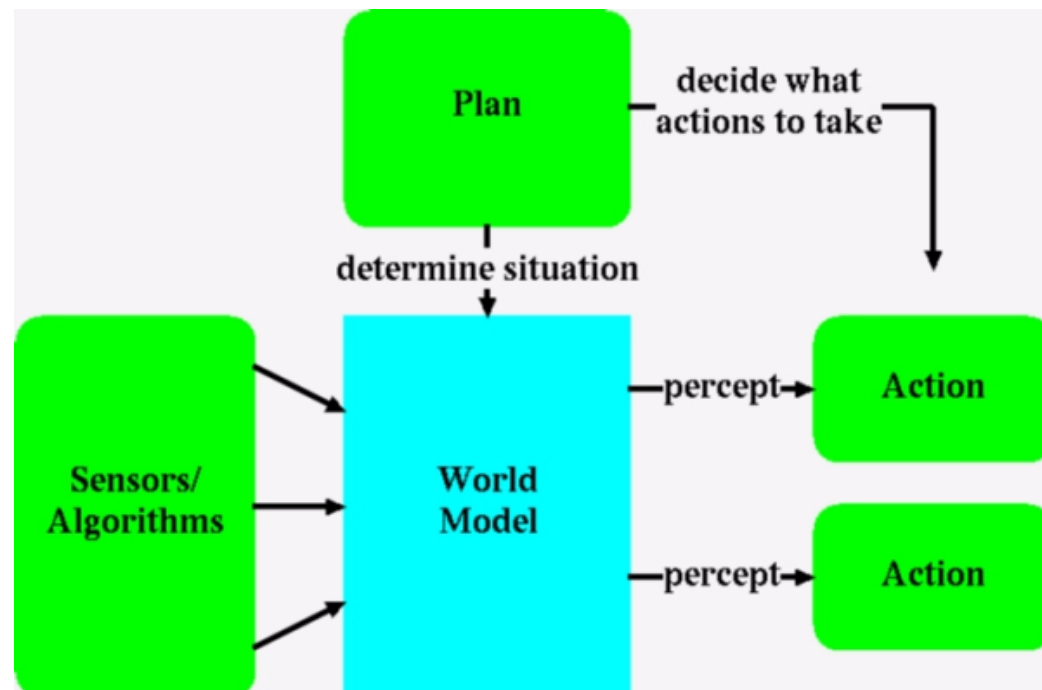 Plan
decide what
actions to take
determine situation
Sensors/
Algorithms
World
Model
percept
Action
percept
Action